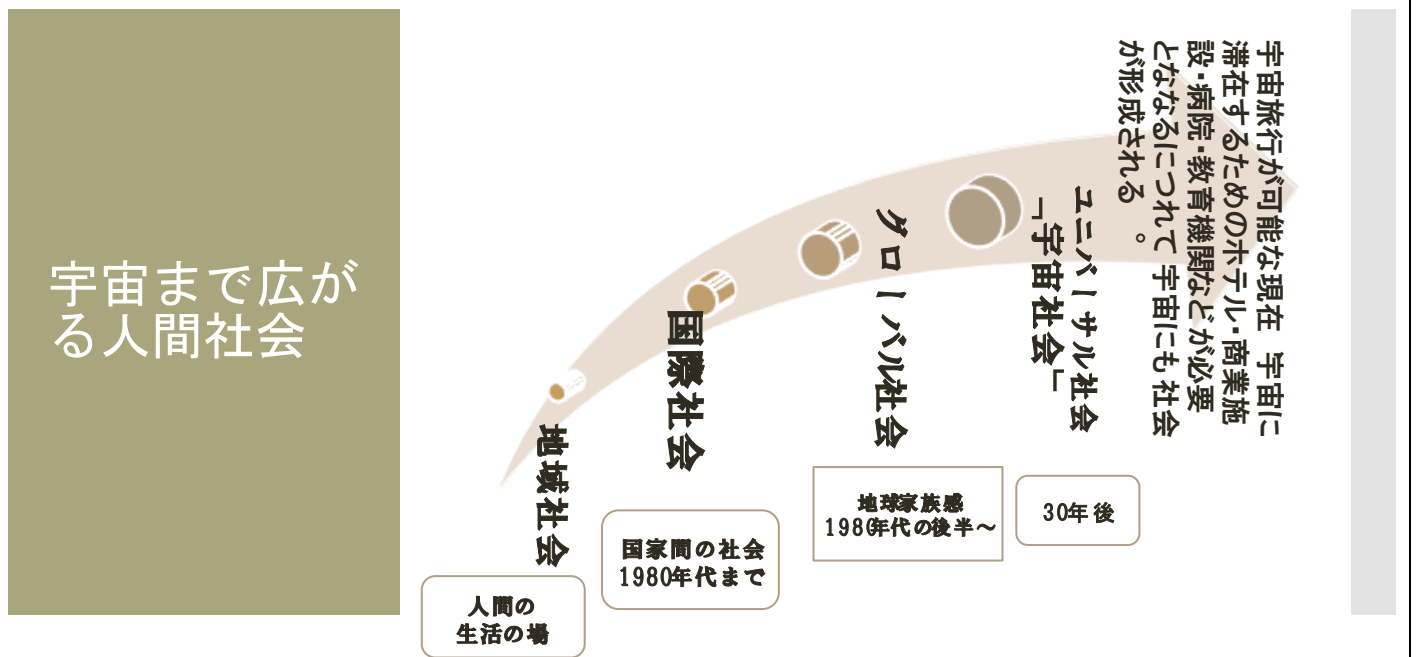 宇宙まで広が
る人間社会
地域社会
人間の
生活の場
国際社会
国家間の社会
1980年代まで
グローバル社会
地球家族感
1980年代の後半～
ユニバーサル社会
「宇宙社会」
30年後
宇宙旅行が可能な現在 宇宙に
滞在するためのホテル・商業施
設・病院・教育機関などが必要
とななるにつれて 宇宙にも社会
が形成される 。